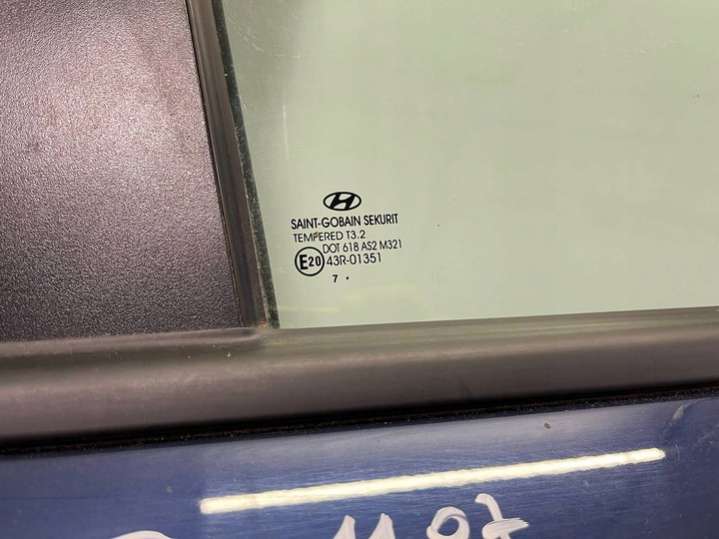 SAINT-GOBAIN SEKURIT
TEMPERED T3.2
DOT 618 AS2 M321
E20 43R-01351
7 .